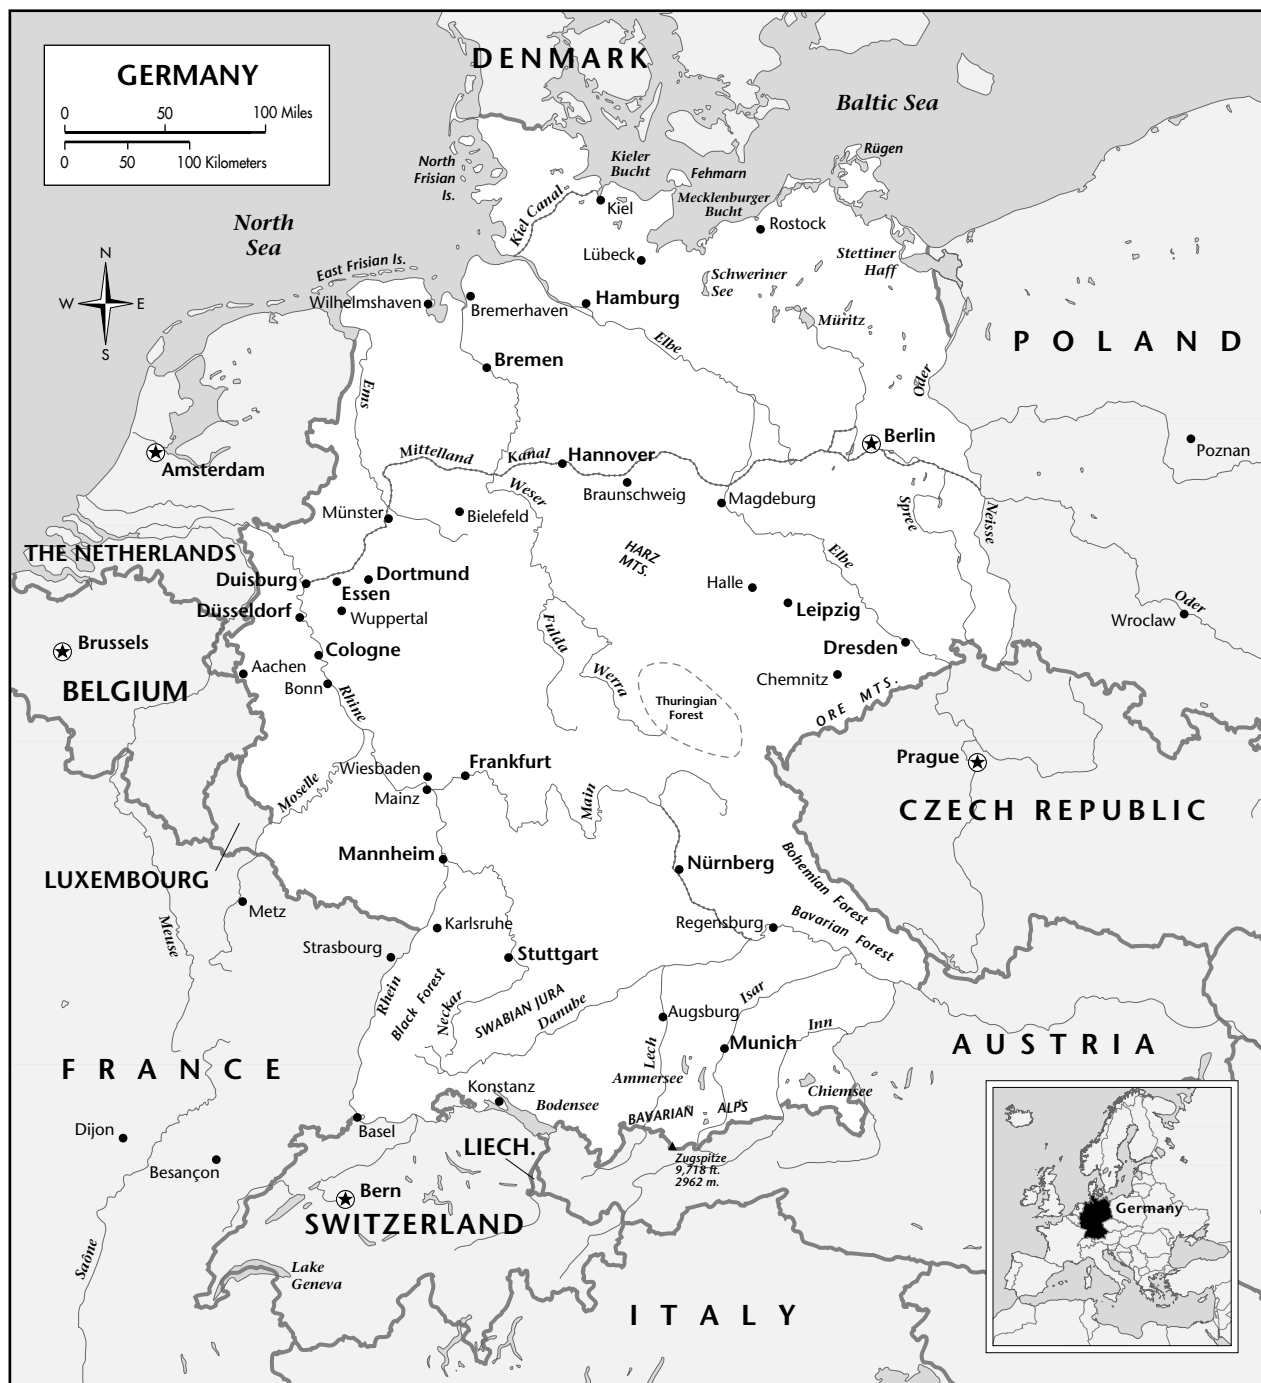 GERMANY
0 50 100 Miles
0 50 100 Kilometers
DENMARK
Baltic Sea
North
Frisian
Is.
Kieler
Bucht
Fehmarn
Rügen
Mecklenburger
Bucht
Kiel Canal
Kiel
Rostock
North
Sea
Lübeck
Stettiner
Haff
East Frisian Is.
Schweriner
See
N
W E
S
Wilhelmshaven
Bremerhaven
Hamburg
Müritz
POLAND
Elbe
Bremen
Ems
Oder
Berlin
Amsterdam
Mittelland
Kanal
Hannover
Poznan
Braunschweig
Weser
Magdeburg
Münster
Bielefeld
Spree
Neisse
THE NETHERLANDS
HARZ
MTS.
Elbe
Duisburg
Dortmund
Essen
Halle
Leipzig
Oder
Düsseldorf
Wuppertal
Wroclaw
Brussels
Fulda
Cologne
Dresden
Aachen
BELGIUM
Bonn
Werra
Chemnitz
Rhine
Thuringian
Forest
ORE MTS.
Frankfurt
Wiesbaden
Prague
Moselle
Mainz
Main
CZECH REPUBLIC
Mannheim
Nürnberg
Bohemian Forest
LUXEMBOURG
Metz
Meuse
Karlsruhe
Regensburg
Bavarian Forest
Strasbourg
Stuttgart
Rhein
Black Forest
Neckar
SWABIAN JURA
Danube
Isar
Augsburg
Inn
Lech
Munich
AUSTRIA
FRANCE
Ammersee
Chiemsee
Konstanz
Bodensee
BAVARIAN ALPS
Dijon
Basel
LIECH.
Zugspitze
9,718 ft.
2962 m.
Besançon
Bern
SWITZERLAND
Germany
Saône
Lake
Geneva
ITALY